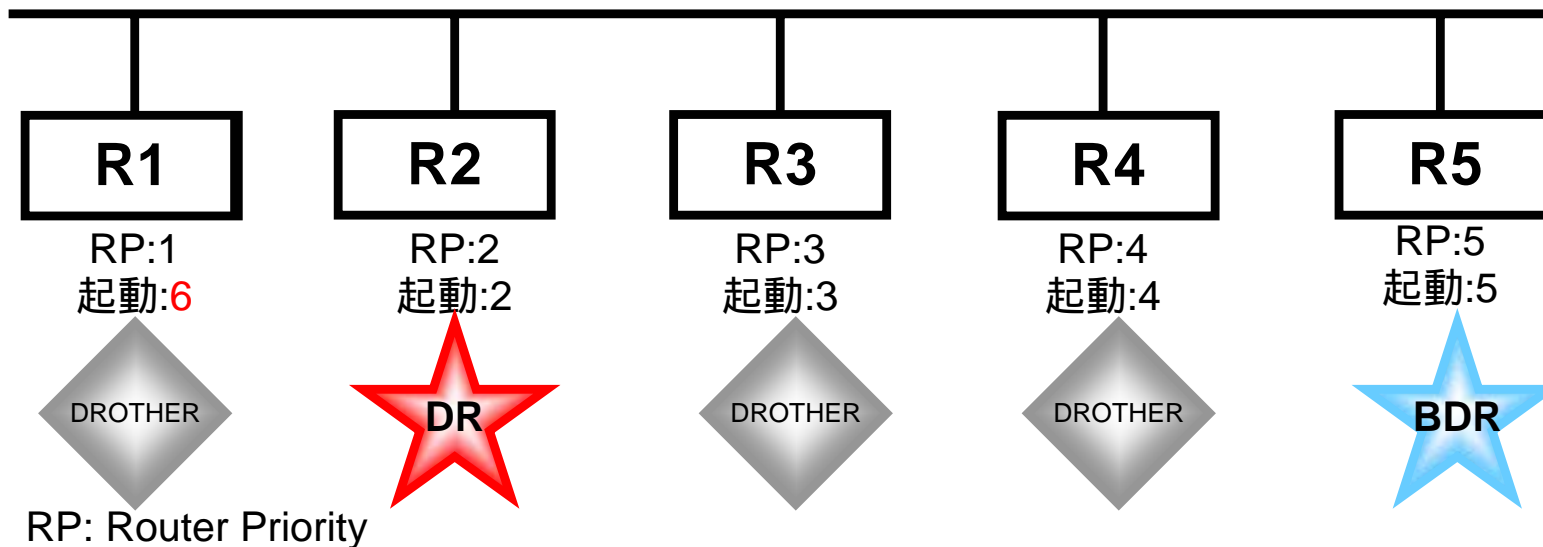 R1 R2 R3 R4 R5
RP:1 RP:2 RP:3 RP:4 RP:5
起動:6 起動:2 起動:3 起動:4 起動:5
DROTHER DR DROTHER DROTHER BDR
RP: Router Priority